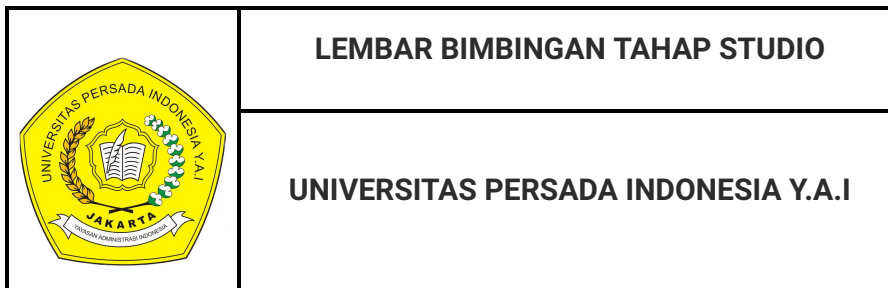 LEMBAR BIMBINGAN TAHAP STUDIO
UNIVERSITAS PERSADA INDONESIA Y.A.I
UNIVERSITAS PERSADA INDONESIA Y.A.I
JAKARTA
YAYASAN ADMINISTRASI INDONESIA